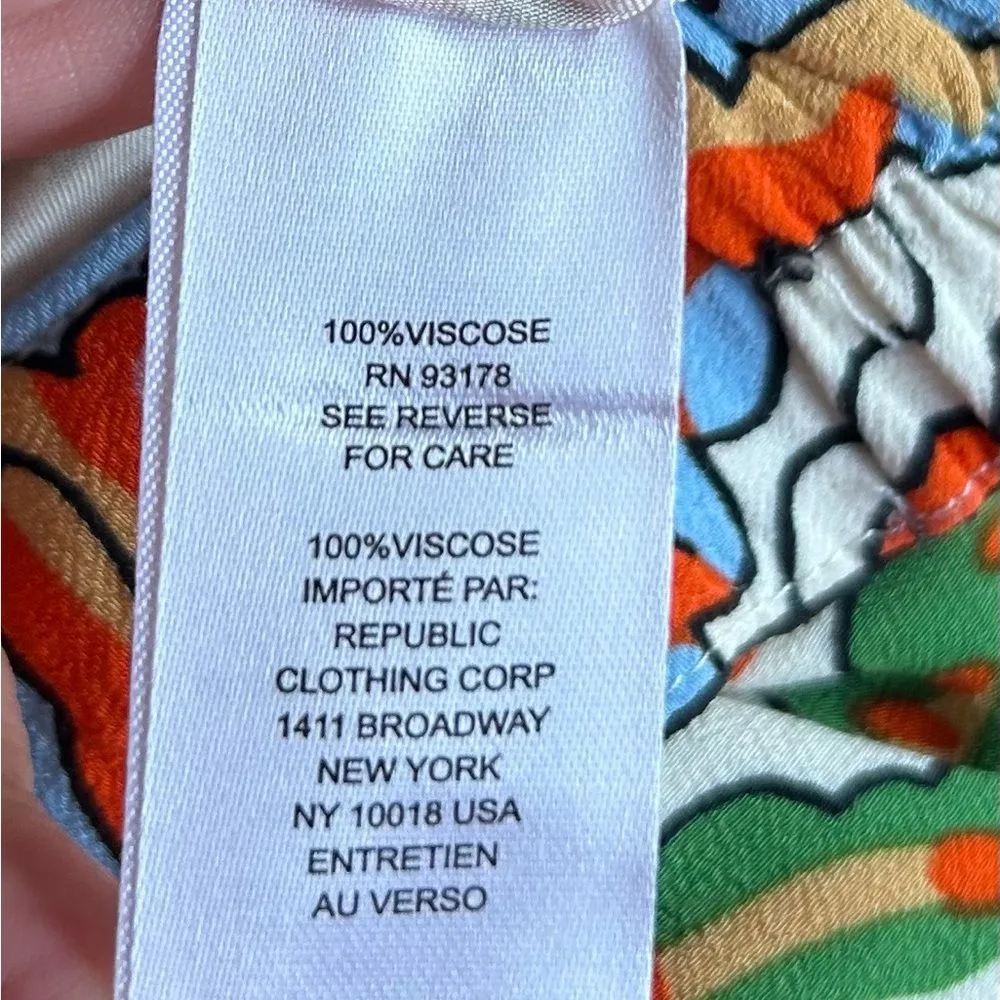 100%VISCOSE
RN 93178
SEE REVERSE
FOR CARE
100%VISCOSE
IMPORTÉ PAR:
REPUBLIC
CLOTHING CORP
1411 BROADWAY
NEW YORK
NY 10018 USA
ENTRETIEN
AU VERSO